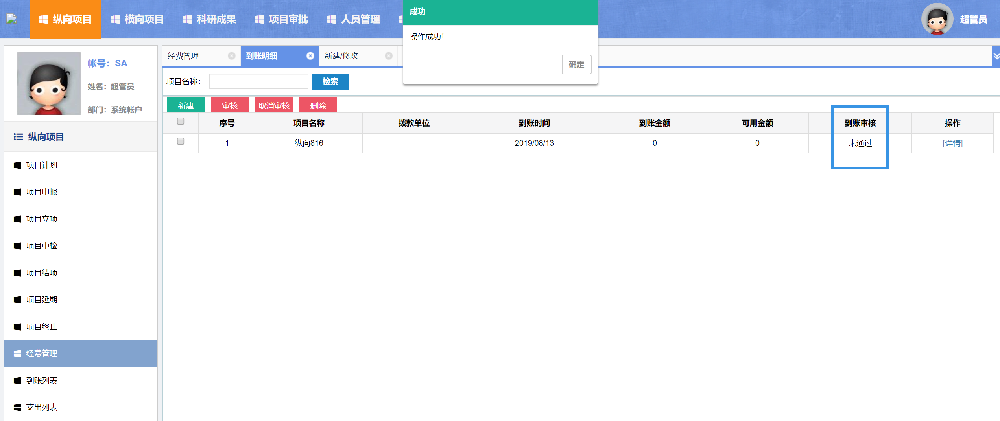 纵向项目 横向项目 科研成果 项目审批 人员管理 超管员
成功
操作成功！
确定
帐号：SA
姓名：超管员
部门：系统帐户
纵向项目
项目计划
项目申报
项目立项
项目中检
项目结项
项目延期
项目终止
经费管理
到账列表
支出列表
经费管理 到账明细 新建/修改
项目名称： 检索
新建 审核 取消审核 删除
序号 项目名称 拨款单位 到账时间 到账金额 可用金额 到账审核 操作
1 纵向816 2019/08/13 0 0 未通过 [详情]